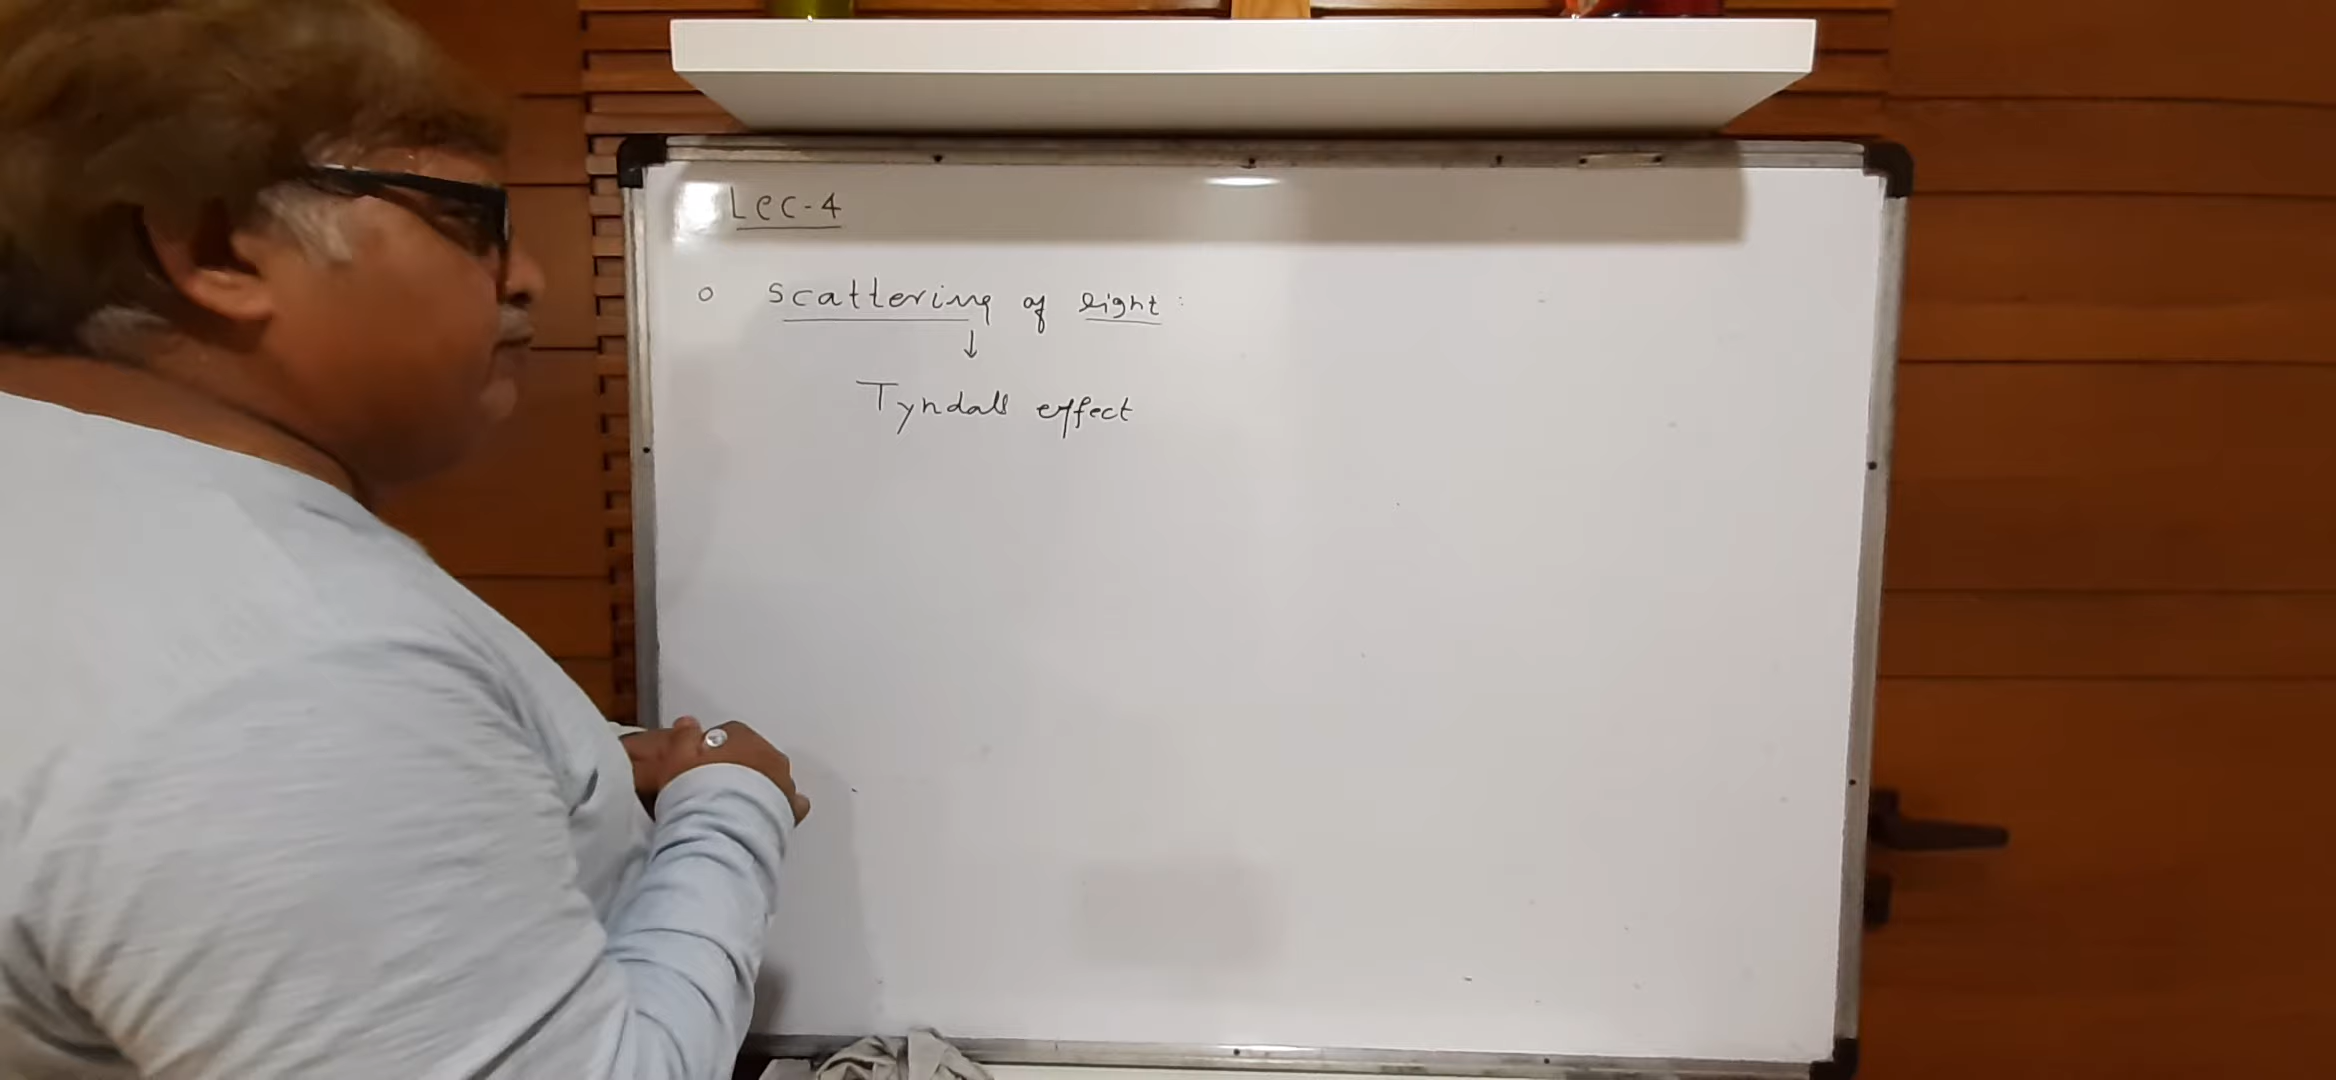 Lec-4
o scattering of light:
↓
Tyndall effect